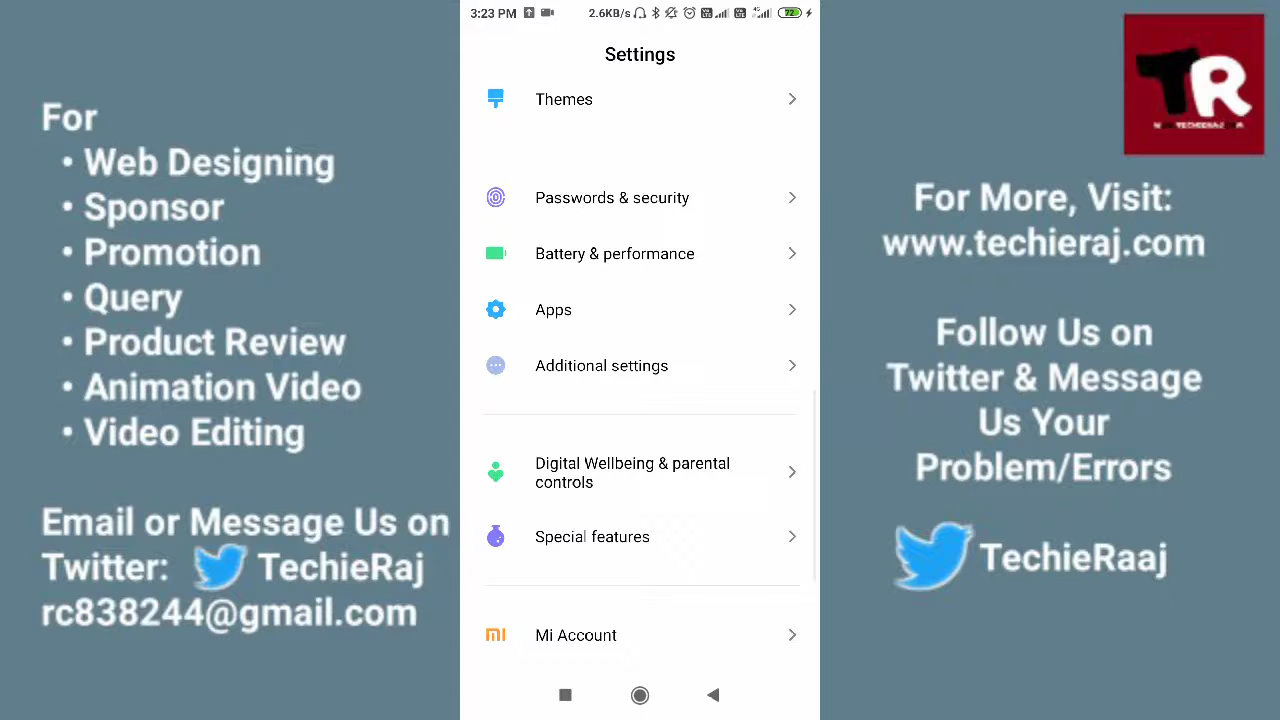 For
• Web Designing
• Sponsor
• Promotion
• Query
• Product Review
• Animation Video
• Video Editing
Email or Message Us on
Twitter: TechieRaj
rc838244@gmail.com
3:23 PM 2.6KB/s 4G 72
Settings
Themes
Passwords & security
Battery & performance
Apps
Additional settings
Digital Wellbeing & parental
controls
Special features
Mi Account
TR
For More, Visit:
www.techieraj.com
Follow Us on
Twitter & Message
Us Your
Problem/Errors
TechieRaaj